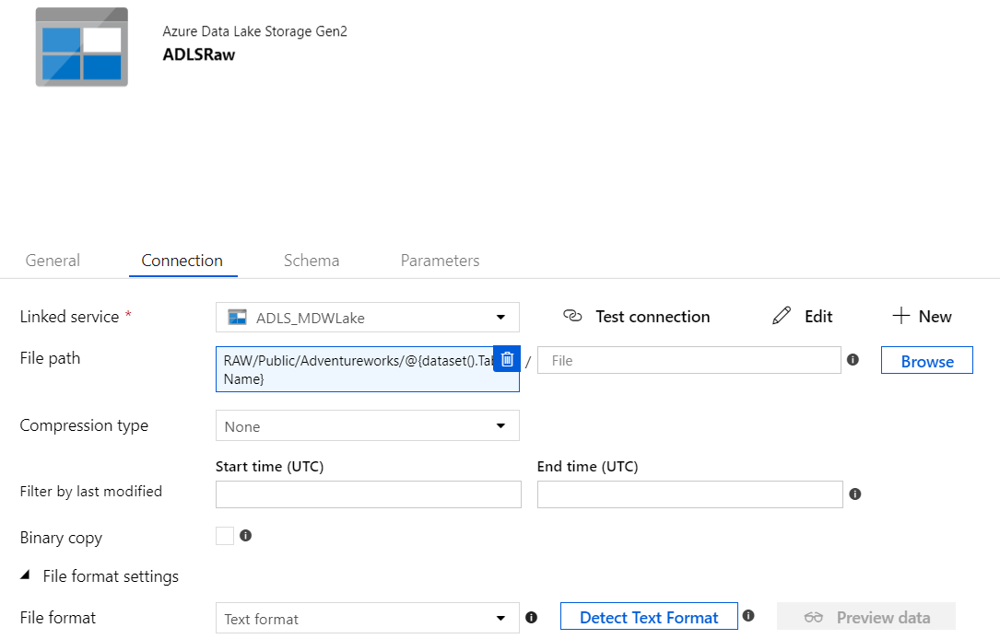 Azure Data Lake Storage Gen2
ADLSRaw
General Connection Schema Parameters
Linked service * ADLS_MDWLake Test connection Edit New
File path RAW/Public/Adventureworks/@{dataset().Tab / File Browse
Name}
Compression type None
Start time (UTC) End time (UTC)
Filter by last modified
Binary copy
File format settings
File format Text format Detect Text Format Preview data